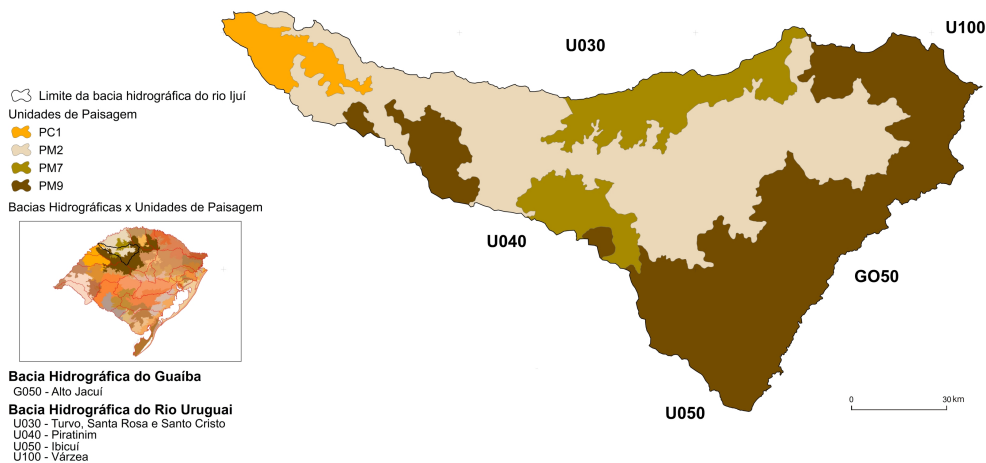 U030
U100
Limite da bacia hidrográfica do rio Ijuí
Unidades de Paisagem
PC1
PM2
PM7
PM9
Bacias Hidrográficas x Unidades de Paisagem
U040
GO50
U050
0 30 km
Bacia Hidrográfica do Guaíba
G050 - Alto Jacuí
Bacia Hidrográfica do Rio Uruguai
U030 - Turvo, Santa Rosa e Santo Cristo
U040 - Piratinim
U050 - Ibicuí
U100 - Várzea